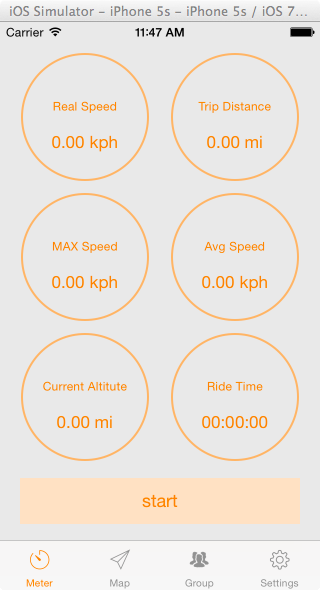 iOS Simulator – iPhone 5s – iPhone 5s / iOS 7...
Carrier 11:47 AM
Real Speed Trip Distance
0.00 kph 0.00 mi
MAX Speed Avg Speed
0.00 kph 0.00 kph
Current Altitute Ride Time
0.00 mi 00:00:00
start
Meter Map Group Settings